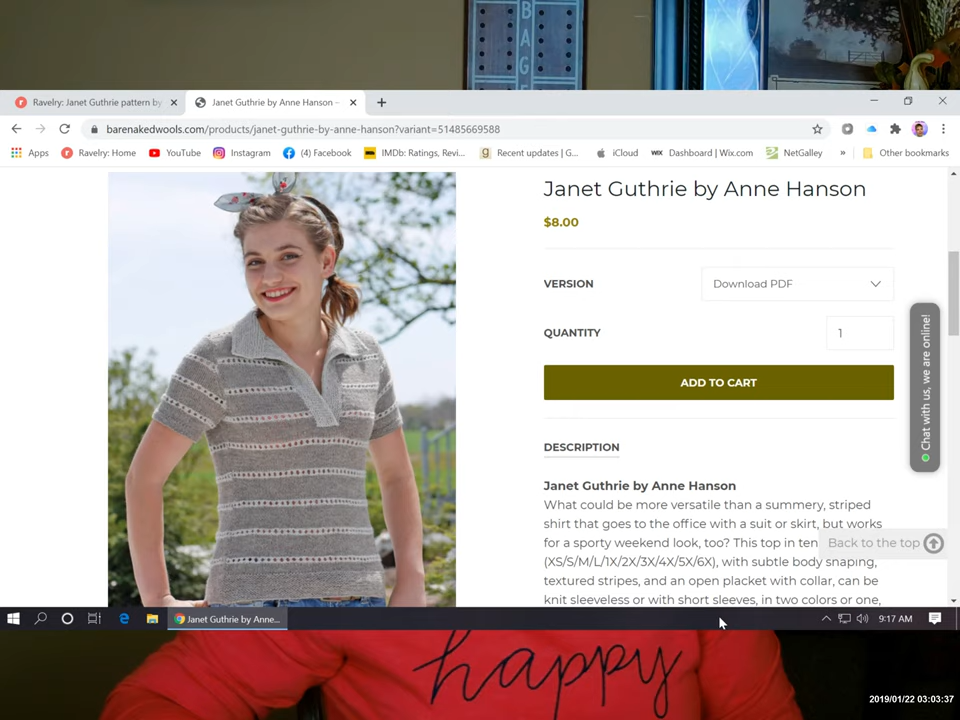 BAG
Ravelry: Janet Guthrie pattern by
Janet Guthrie by Anne Hanson –
barenakedwools.com/products/janet-guthrie-by-anne-hanson?variant=51485669588
Apps
Ravelry: Home
YouTube
Instagram
(4) Facebook
IMDb: Ratings, Revi...
Recent updates | G...
iCloud
WIX Dashboard | Wix.com
NetGalley
»
Other bookmarks
Janet Guthrie by Anne Hanson
$8.00
VERSION
Download PDF
QUANTITY
1
ADD TO CART
Chat with us, we are online!
DESCRIPTION
Janet Guthrie by Anne Hanson
What could be more versatile than a summery, striped
shirt that goes to the office with a suit or skirt, but works
for a sporty weekend look, too? This top in ten
Back to the top
(XS/S/M/L/1X/2X/3X/4X/5X/6X), with subtle body shaping,
textured stripes, and an open placket with collar, can be
knit sleeveless or with short sleeves, in two colors or one,
Janet Guthrie by Anne...
9:17 AM
happy
2019/01/22 03:03:37